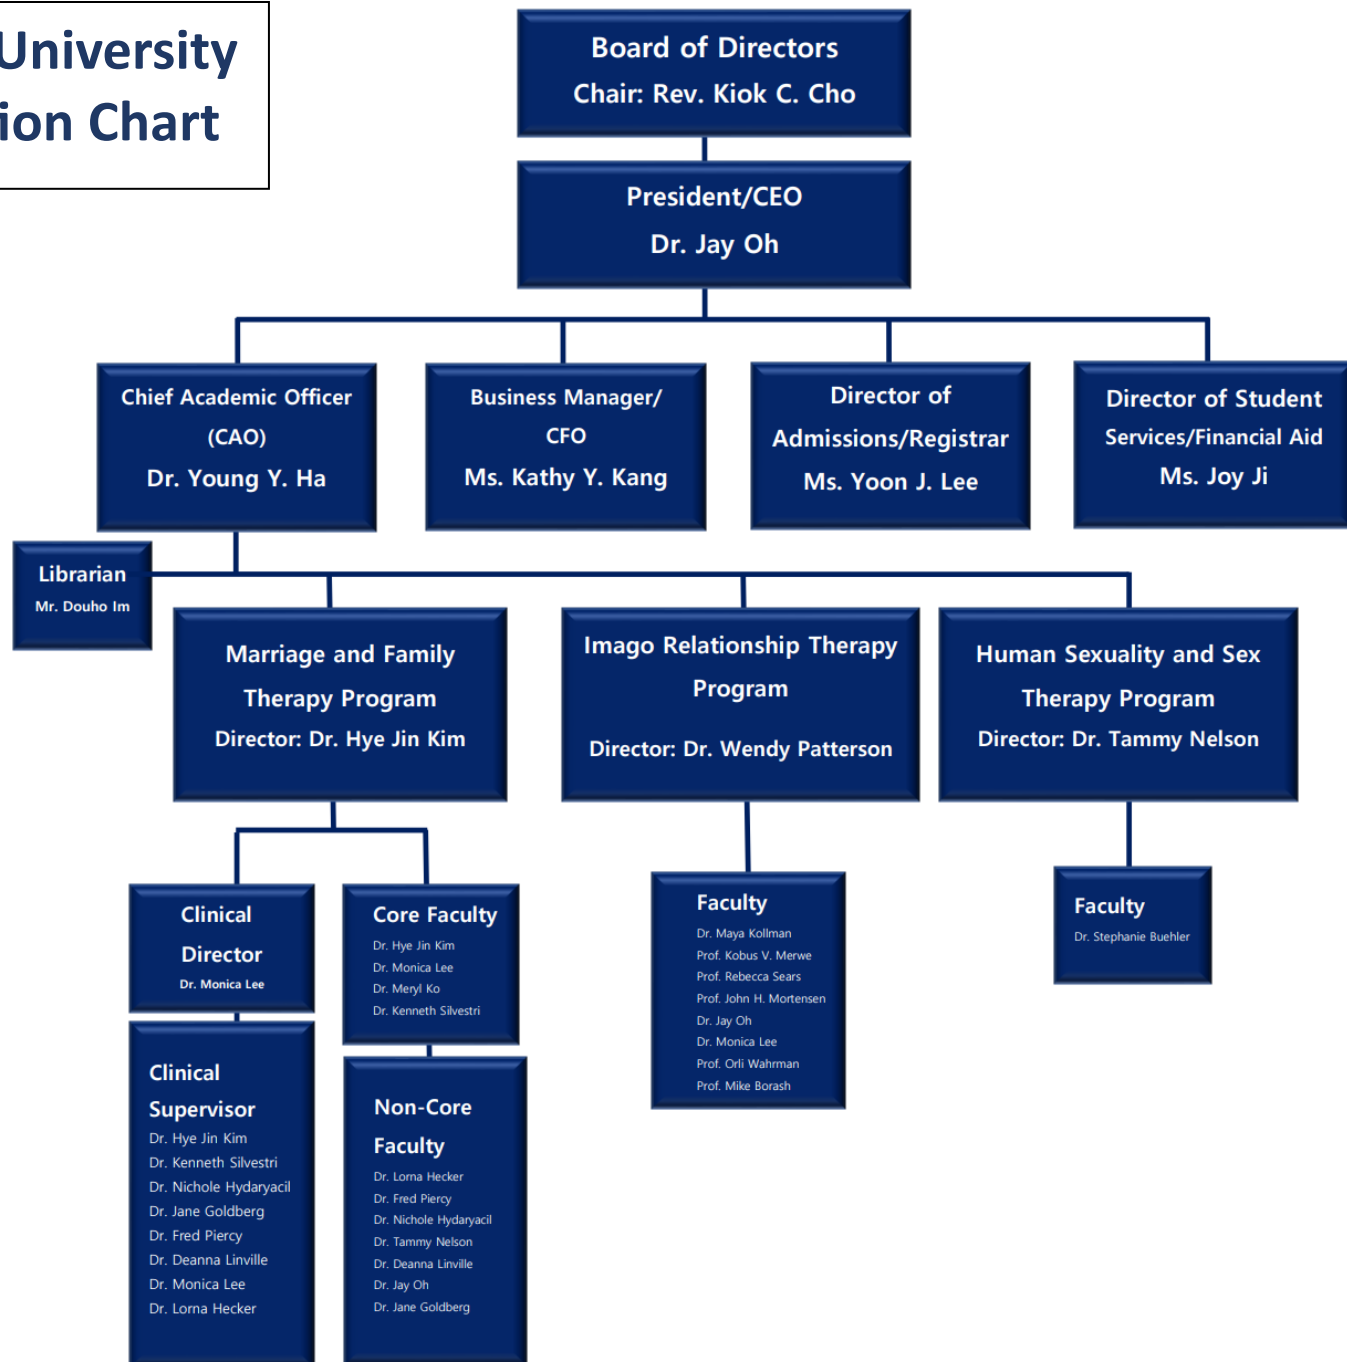 University
ion Chart
Board of Directors
Chair: Rev. Kiok C. Cho
President/CEO
Dr. Jay Oh
Chief Academic Officer
(CAO)
Dr. Young Y. Ha
Business Manager/
CFO
Ms. Kathy Y. Kang
Director of
Admissions/Registrar
Ms. Yoon J. Lee
Director of Student
Services/Financial Aid
Ms. Joy Ji
Librarian
Mr. Douho Im
Marriage and Family
Therapy Program
Director: Dr. Hye Jin Kim
Imago Relationship Therapy
Program
Director: Dr. Wendy Patterson
Human Sexuality and Sex
Therapy Program
Director: Dr. Tammy Nelson
Clinical
Director
Dr. Monica Lee
Core Faculty
Dr. Hye Jin Kim
Dr. Monica Lee
Dr. Meryl Ko
Dr. Kenneth Silvestri
Faculty
Dr. Maya Kollman
Prof. Kobus V. Merwe
Prof. Rebecca Sears
Prof. John H. Mortensen
Dr. Jay Oh
Dr. Monica Lee
Prof. Orli Wahrman
Prof. Mike Borash
Faculty
Dr. Stephanie Buehler
Clinical
Supervisor
Dr. Hye Jin Kim
Dr. Kenneth Silvestri
Dr. Nichole Hydaryacil
Dr. Jane Goldberg
Dr. Fred Piercy
Dr. Deanna Linville
Dr. Monica Lee
Dr. Lorna Hecker
Non-Core
Faculty
Dr. Lorna Hecker
Dr. Fred Piercy
Dr. Nichole Hydaryacil
Dr. Tammy Nelson
Dr. Deanna Linville
Dr. Jay Oh
Dr. Jane Goldberg